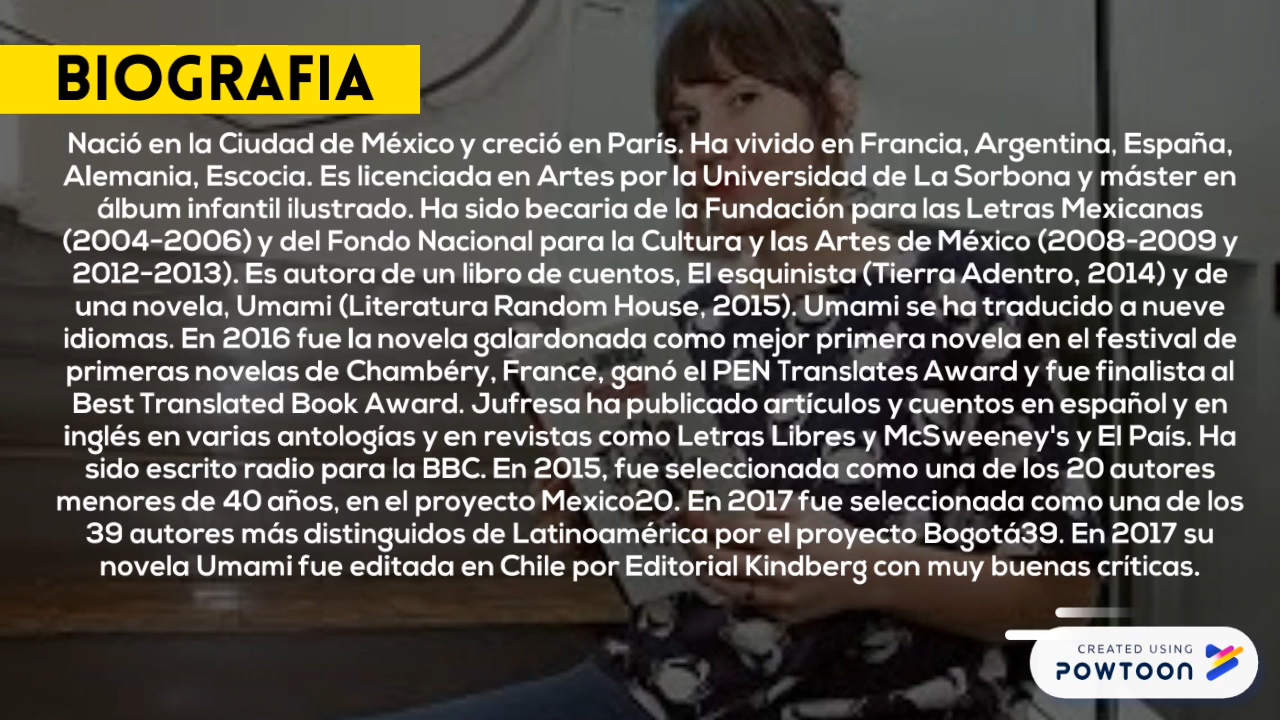 BIOGRAFIA
Nació en la Ciudad de México y creció en París. Ha vivido en Francia, Argentina, España,
Alemania, Escocia. Es licenciada en Artes por la Universidad de La Sorbona y máster en
álbum infantil ilustrado. Ha sido becaria de la Fundación para las Letras Mexicanas
(2004-2006) y del Fondo Nacional para la Cultura y las Artes de México (2008-2009 y
2012-2013). Es autora de un libro de cuentos, El esquinista (Tierra Adentro, 2014) y de
una novela, Umami (Literatura Random House, 2015). Umami se ha traducido a nueve
idiomas. En 2016 fue la novela galardonada como mejor primera novela en el festival de
primeras novelas de Chambéry, France, ganó el PEN Translates Award y fue finalista al
Best Translated Book Award. Jufresa ha publicado artículos y cuentos en español y en
inglés en varias antologías y en revistas como Letras Libres y McSweeney's y El País. Ha
sido escrito radio para la BBC. En 2015, fue seleccionada como una de los 20 autores
menores de 40 años, en el proyecto Mexico20. En 2017 fue seleccionada como una de los
39 autores más distinguidos de Latinoamérica por el proyecto Bogotá39. En 2017 su
novela Umami fue editada en Chile por Editorial Kindberg con muy buenas críticas.
CREATED USING
POWTOON